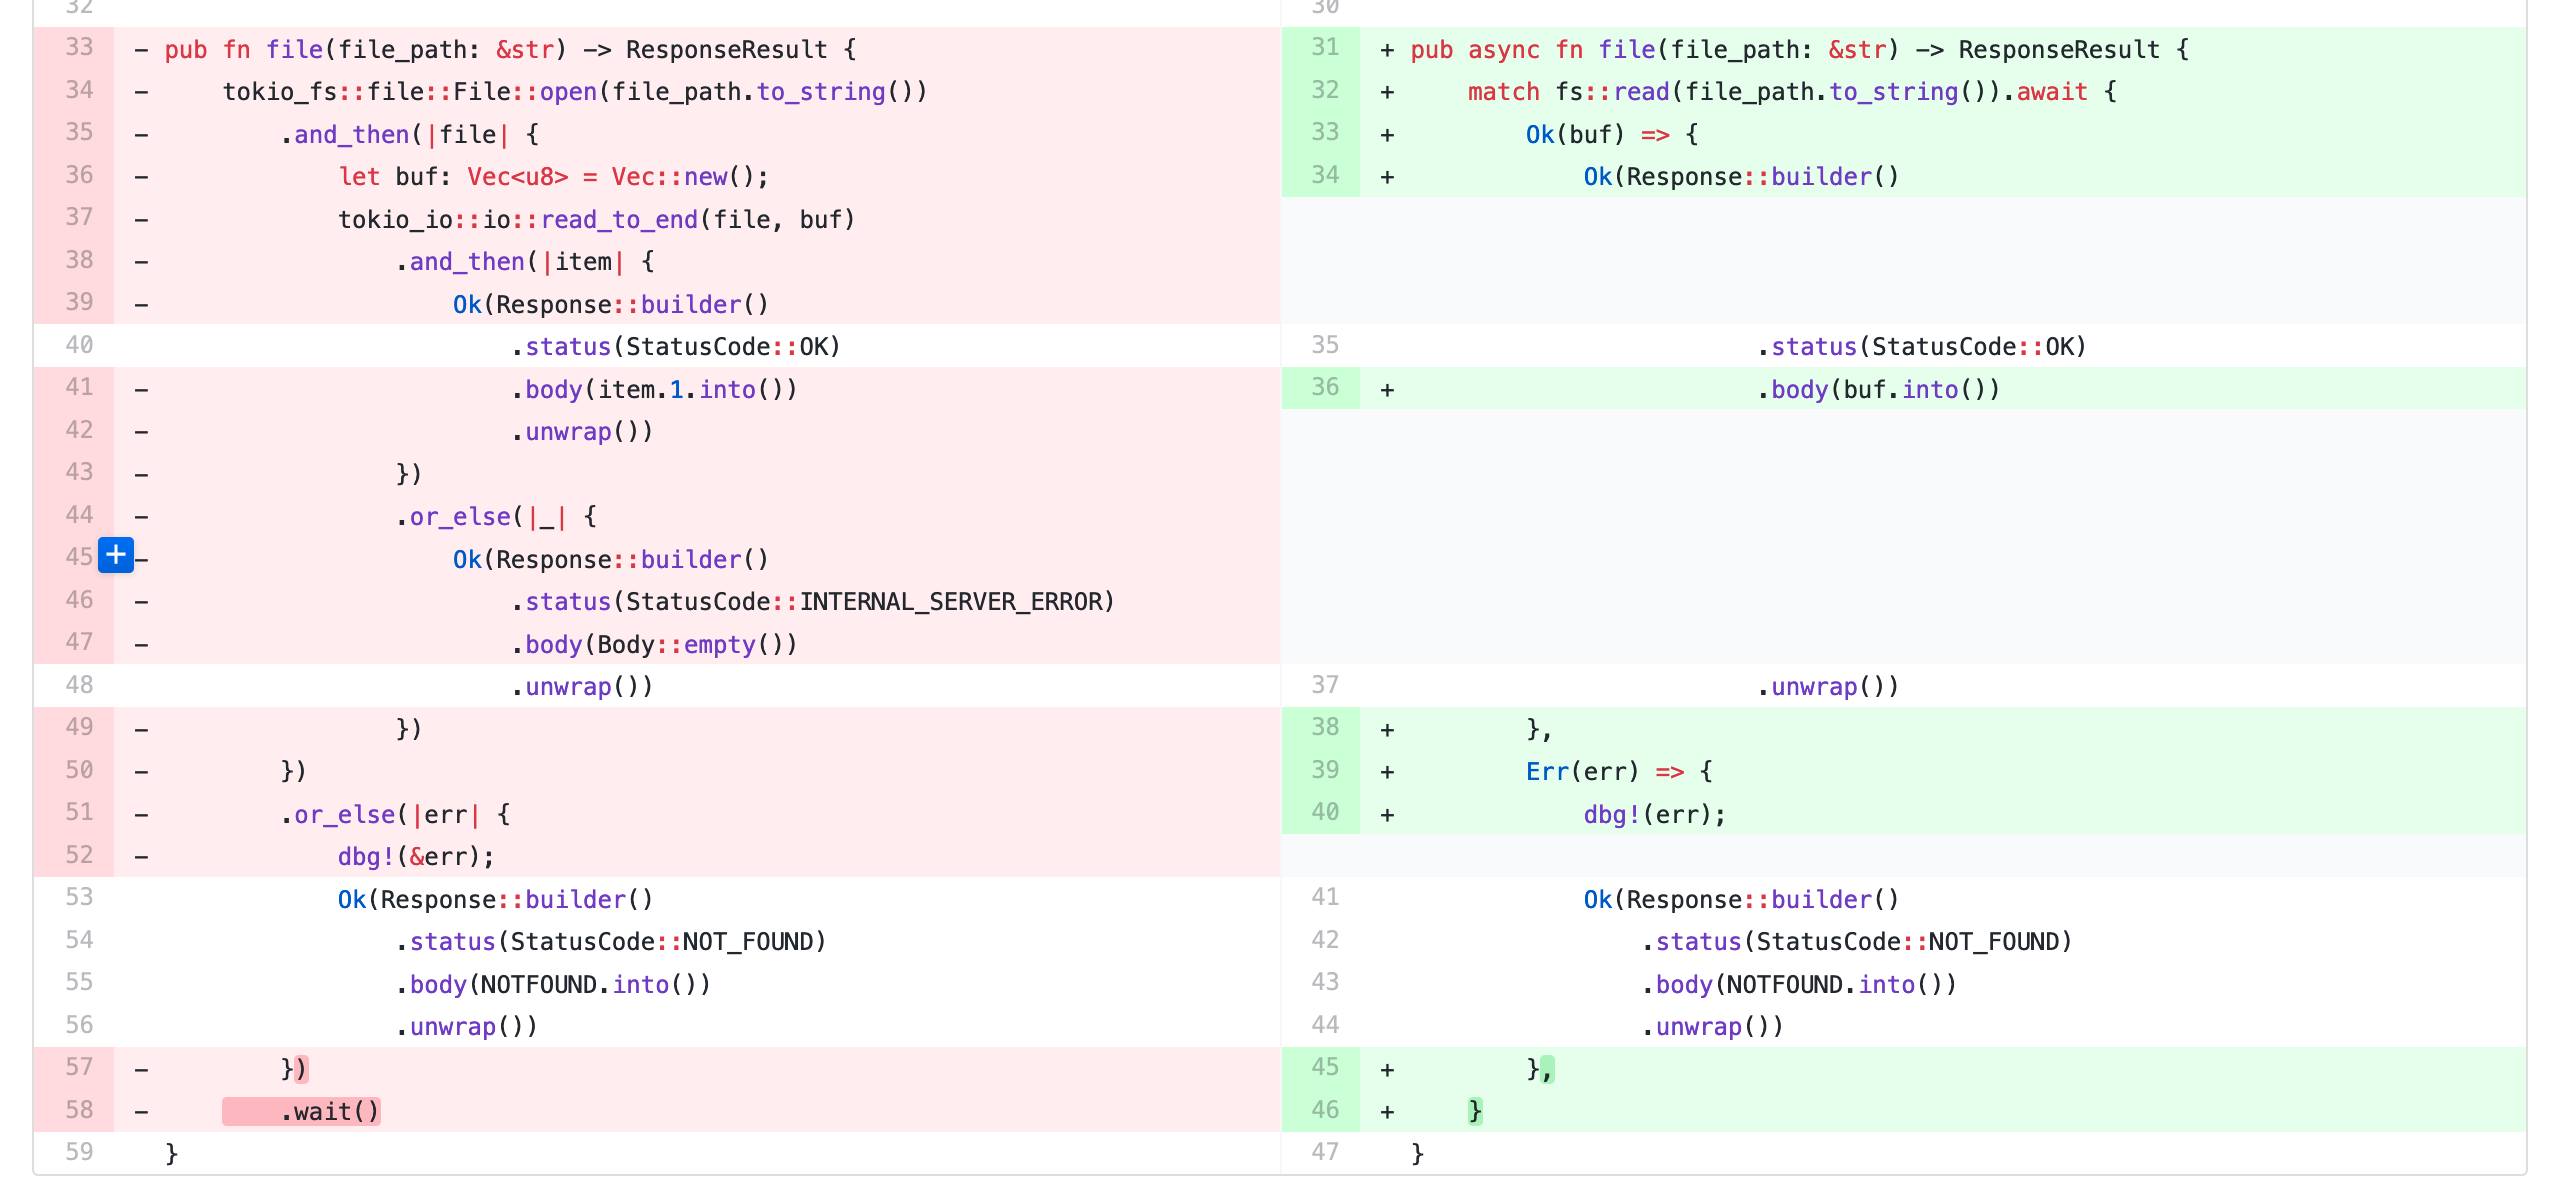 32
33 - pub fn file(file_path: &str) -> ResponseResult {
34 -     tokio_fs::file::File::open(file_path.to_string())
35 -         .and_then(|file| {
36 -             let buf: Vec<u8> = Vec::new();
37 -             tokio_io::io::read_to_end(file, buf)
38 -                 .and_then(|item| {
39 -                     Ok(Response::builder()
40                           .status(StatusCode::OK)
41 -                         .body(item.1.into())
42 -                         .unwrap())
43 -                 })
44 -                 .or_else(|_| {
45 + -                     Ok(Response::builder()
46 -                         .status(StatusCode::INTERNAL_SERVER_ERROR)
47 -                         .body(Body::empty())
48                           .unwrap())
49 -                 })
50 -         })
51 -         .or_else(|err| {
52 -             dbg!(&err);
53               Ok(Response::builder()
54                   .status(StatusCode::NOT_FOUND)
55                   .body(NOTFOUND.into())
56                   .unwrap())
57 -         })
58 -         .wait()
59   }
30
31 + pub async fn file(file_path: &str) -> ResponseResult {
32 +     match fs::read(file_path.to_string()).await {
33 +         Ok(buf) => {
34 +             Ok(Response::builder()
35                           .status(StatusCode::OK)
36 +                         .body(buf.into())
37                           .unwrap())
38 +         },
39 +         Err(err) => {
40 +             dbg!(err);
41               Ok(Response::builder()
42                   .status(StatusCode::NOT_FOUND)
43                   .body(NOTFOUND.into())
44                   .unwrap())
45 +         },
46 +     }
47   }